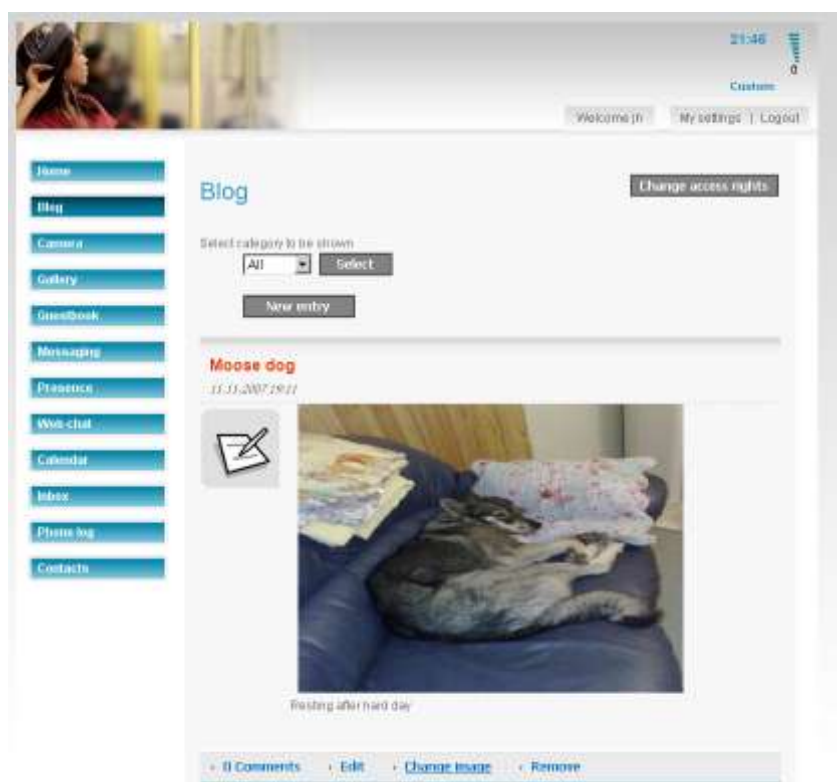 21:46
0
Custom
Welcome jh
My settings | Logout
Home
Blog
Camera
Gallery
Guestbook
Messaging
Presence
Web chat
Calendar
Inbox
Phone log
Contacts
Blog
Change access rights
Select category to be shown
All
Select
New entry
Moose dog
11.11.2007 19:11
Resting after hard day
0 Comments Edit Change Image Remove